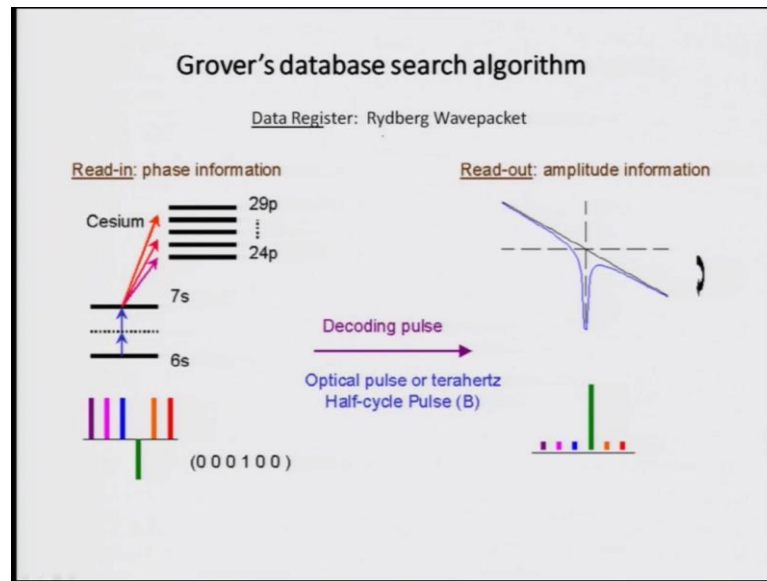 Grover's database search algorithm
Data Register: Rydberg Wavepacket
Read-in: phase information
Read-out: amplitude information
Cesium
29p
24p
7s
6s
Decoding pulse
Optical pulse or terahertz
Half-cycle Pulse (B)
(0 0 0 1 0 0 )